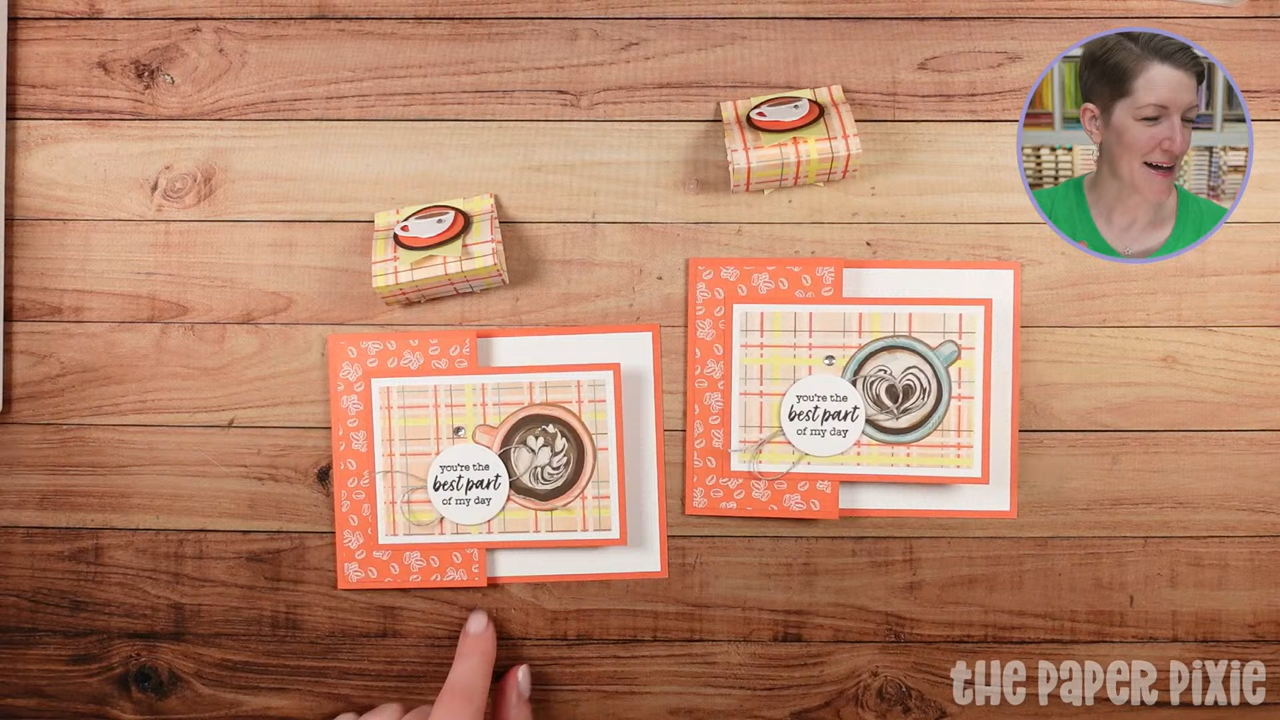 you're the
best part
of my day
you're the
best part
of my day
the paper pixie